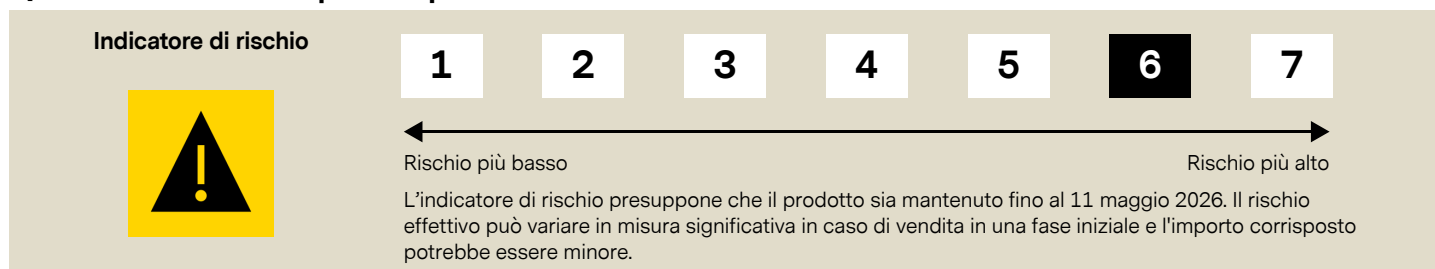 Indicatore di rischio
1 2 3 4 5 6 7
Rischio più basso Rischio più alto
L'indicatore di rischio presuppone che il prodotto sia mantenuto fino al 11 maggio 2026. Il rischio
effettivo può variare in misura significativa in caso di vendita in una fase iniziale e l'importo corrisposto
potrebbe essere minore.